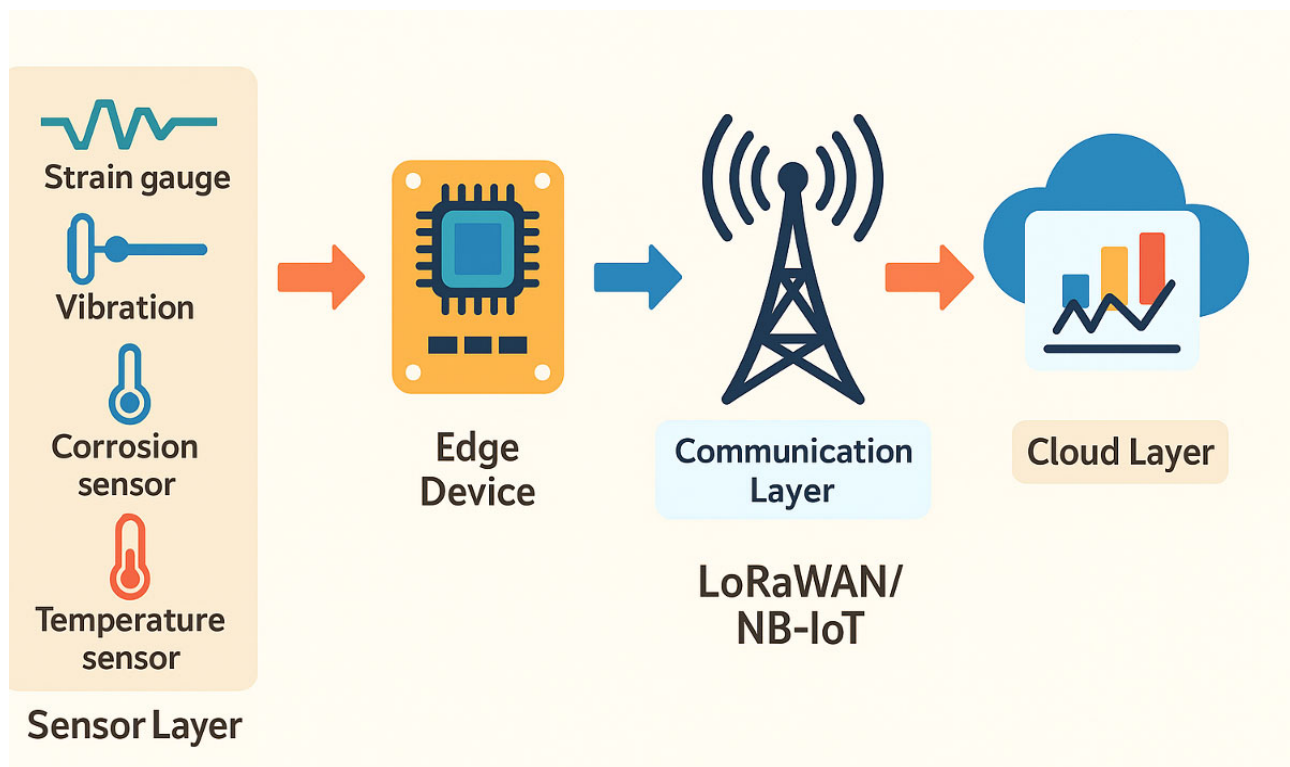 Strain gauge
Vibration
Corrosion
sensor
Temperature
sensor
Sensor Layer
Edge
Device
Communication
Layer
LoRaWAN/
NB-IoT
Cloud Layer